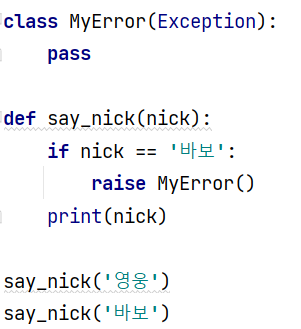 class MyError(Exception):
    pass

def say_nick(nick):
    if nick == '바보':
        raise MyError()
    print(nick)

say_nick('영웅')
say_nick('바보')